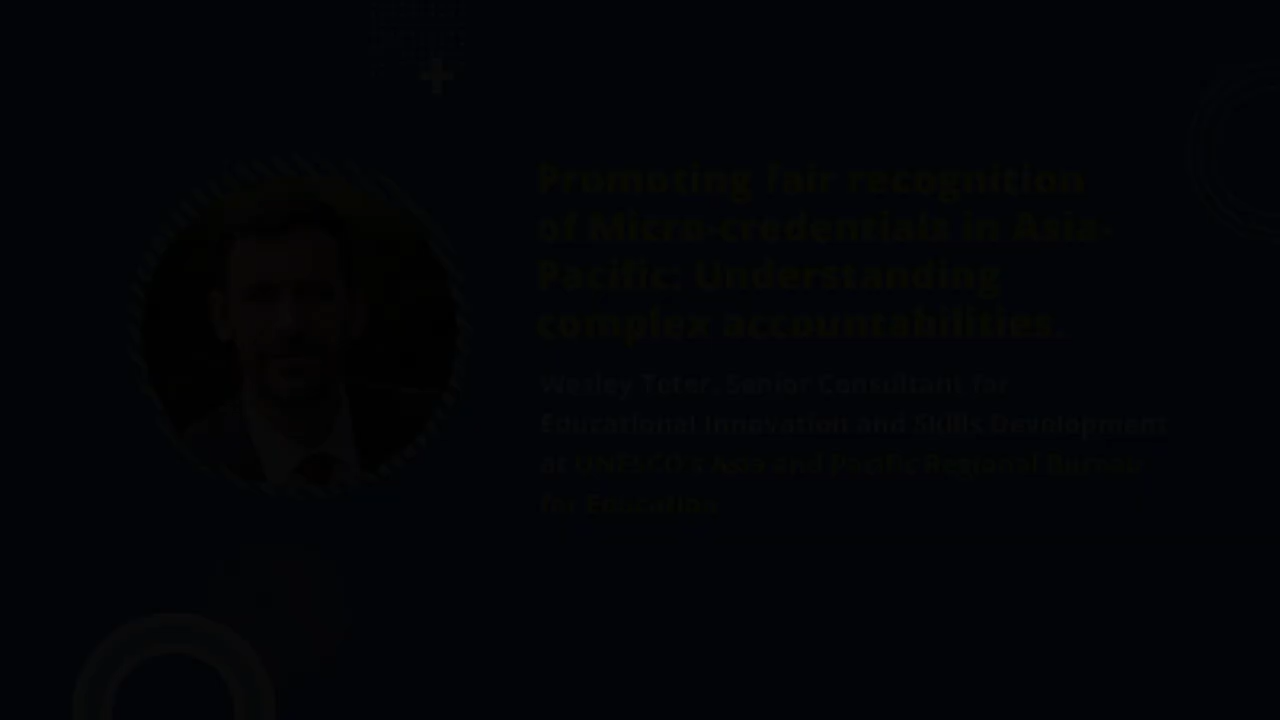 Promoting fair recognition
of Micro-credentials in Asia-
Pacific: Understanding
complex accountabilities.
Wesley Teter, Senior Consultant for
Educational Innovation and Skills Development
at UNESCO's Asia and Pacific Regional Bureau
for Education